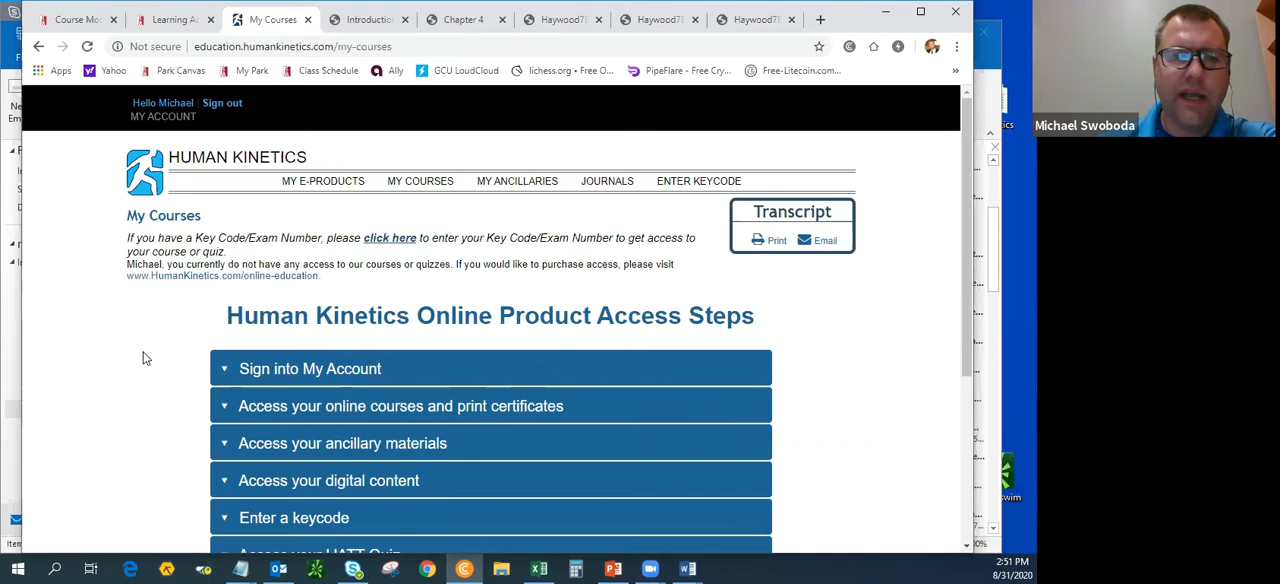 Course Mo
Learning A
My Courses
Introduction
Chapter 4
Haywood7E
Haywood7E
Haywood7E
Not secure
education.humankinetics.com/my-courses
Apps
Yahoo
Park Canvas
My Park
Class Schedule
Ally
GCU LoudCloud
lichess.org • Free O...
PipeFlare - Free Cry...
Free-Litecoin.com...
Hello Michael | Sign out
MY ACCOUNT
HUMAN KINETICS
MY E-PRODUCTS MY COURSES MY ANCILLARIES JOURNALS ENTER KEYCODE
My Courses
Transcript
Print Email
If you have a Key Code/Exam Number, please click here to enter your Key Code/Exam Number to get access to
your course or quiz.
Michael, you currently do not have any access to our courses or quizzes. If you would like to purchase access, please visit
www.HumanKinetics.com/online-education.
Human Kinetics Online Product Access Steps
Sign into My Account
Access your online courses and print certificates
Access your ancillary materials
Access your digital content
Enter a keycode
Michael Swoboda
swim
2:51 PM
8/31/2020